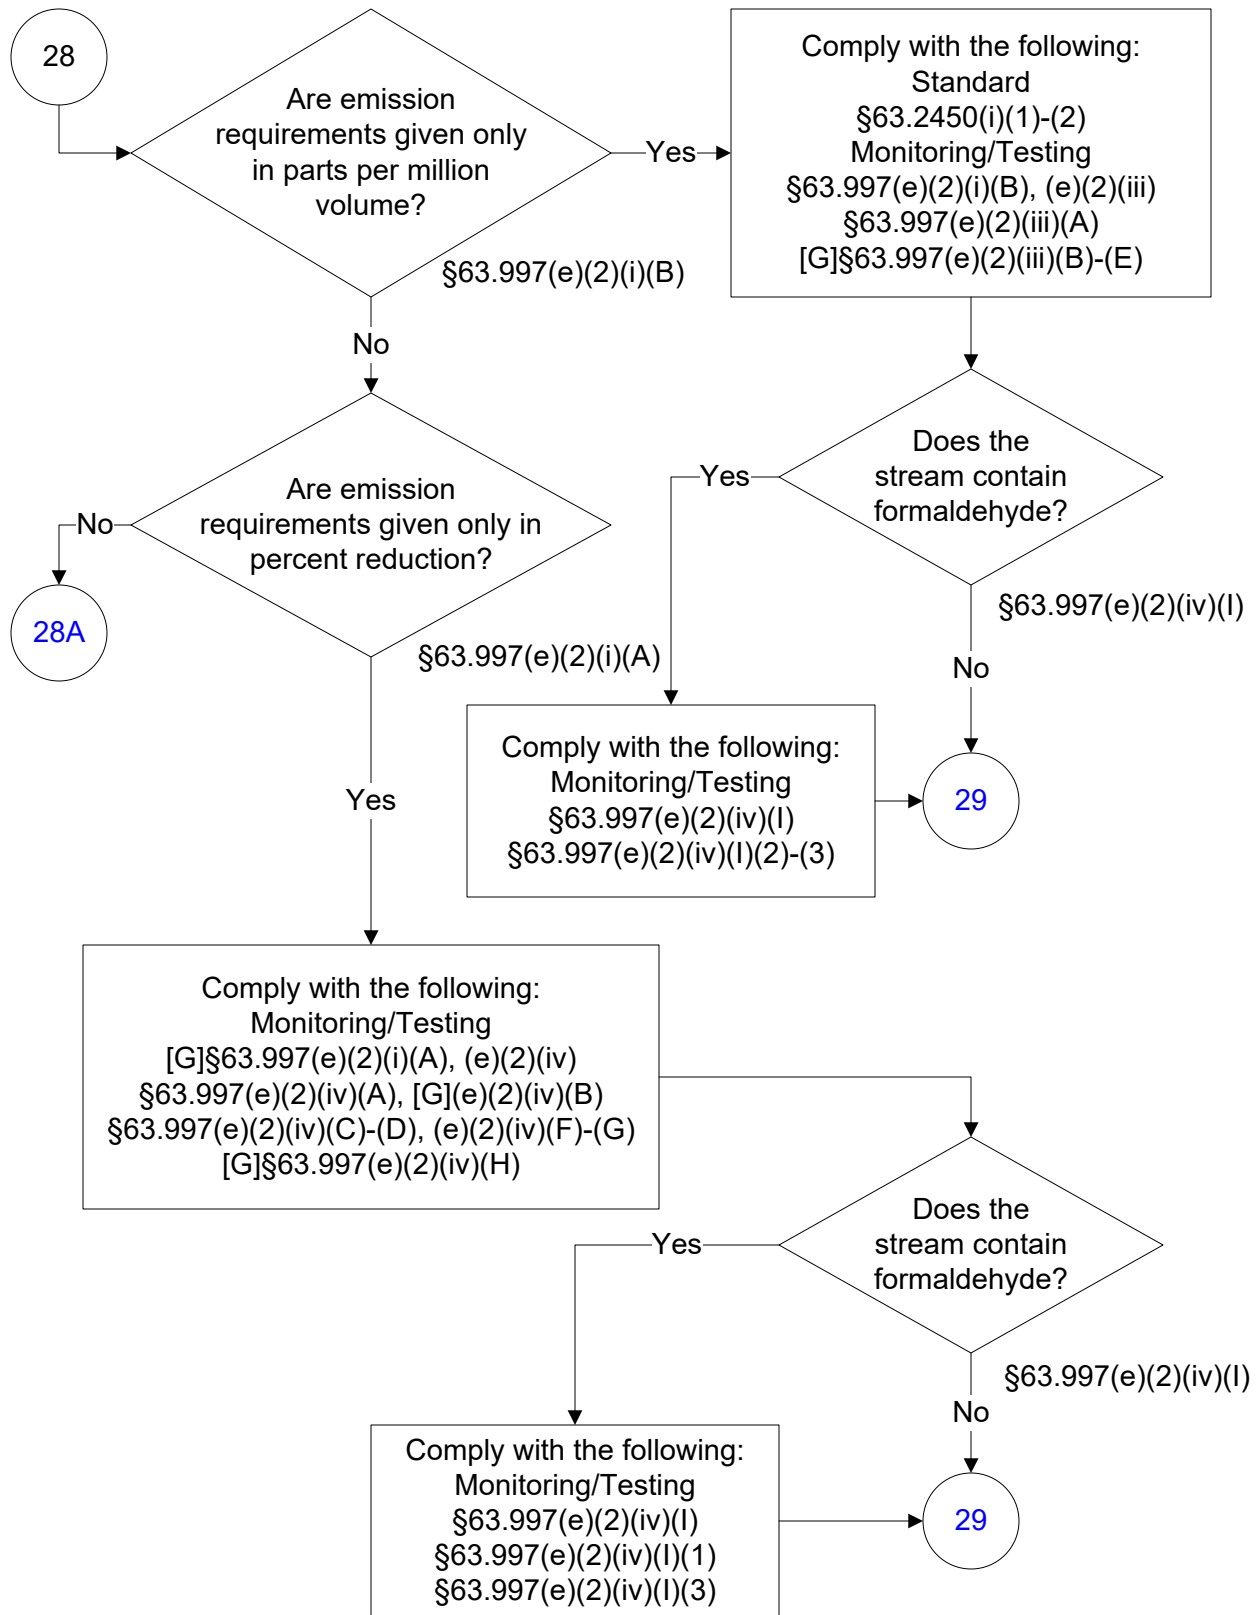 28
Are emission
requirements given only
in parts per million
volume?
Yes
Comply with the following:
Standard
§63.2450(i)(1)-(2)
Monitoring/Testing
§63.997(e)(2)(i)(B), (e)(2)(iii)
§63.997(e)(2)(iii)(A)
[G]§63.997(e)(2)(iii)(B)-(E)
§63.997(e)(2)(i)(B)
No
Are emission
requirements given only in
percent reduction?
No
28A
§63.997(e)(2)(i)(A)
Does the
stream contain
formaldehyde?
Yes
§63.997(e)(2)(iv)(I)
No
Comply with the following:
Monitoring/Testing
§63.997(e)(2)(iv)(I)
§63.997(e)(2)(iv)(I)(2)-(3)
29
Yes
Comply with the following:
Monitoring/Testing
[G]§63.997(e)(2)(i)(A), (e)(2)(iv)
§63.997(e)(2)(iv)(A), [G](e)(2)(iv)(B)
§63.997(e)(2)(iv)(C)-(D), (e)(2)(iv)(F)-(G)
[G]§63.997(e)(2)(iv)(H)
Does the
stream contain
formaldehyde?
Yes
§63.997(e)(2)(iv)(I)
No
Comply with the following:
Monitoring/Testing
§63.997(e)(2)(iv)(I)
§63.997(e)(2)(iv)(I)(1)
§63.997(e)(2)(iv)(I)(3)
29